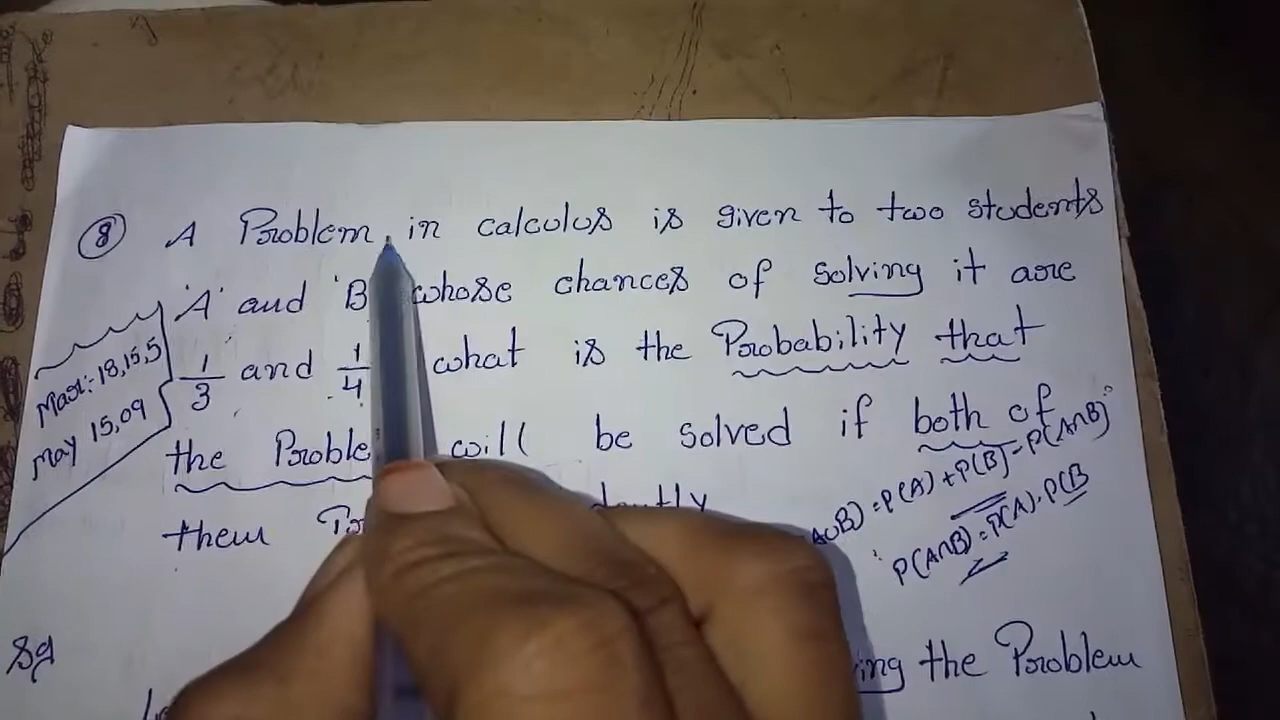 8 A Problem in calculus is given to two students
'A' and 'B' whose chances of solving it are
1/3 and 1/4 what is the Probability that
the Proble will be solved if both of
them
Mar:-18,15,5
May 15,09
AUB)=P(A)+P(B)-P(A∩B)
P(A∩B)=P(A).P(B
ing the Problem